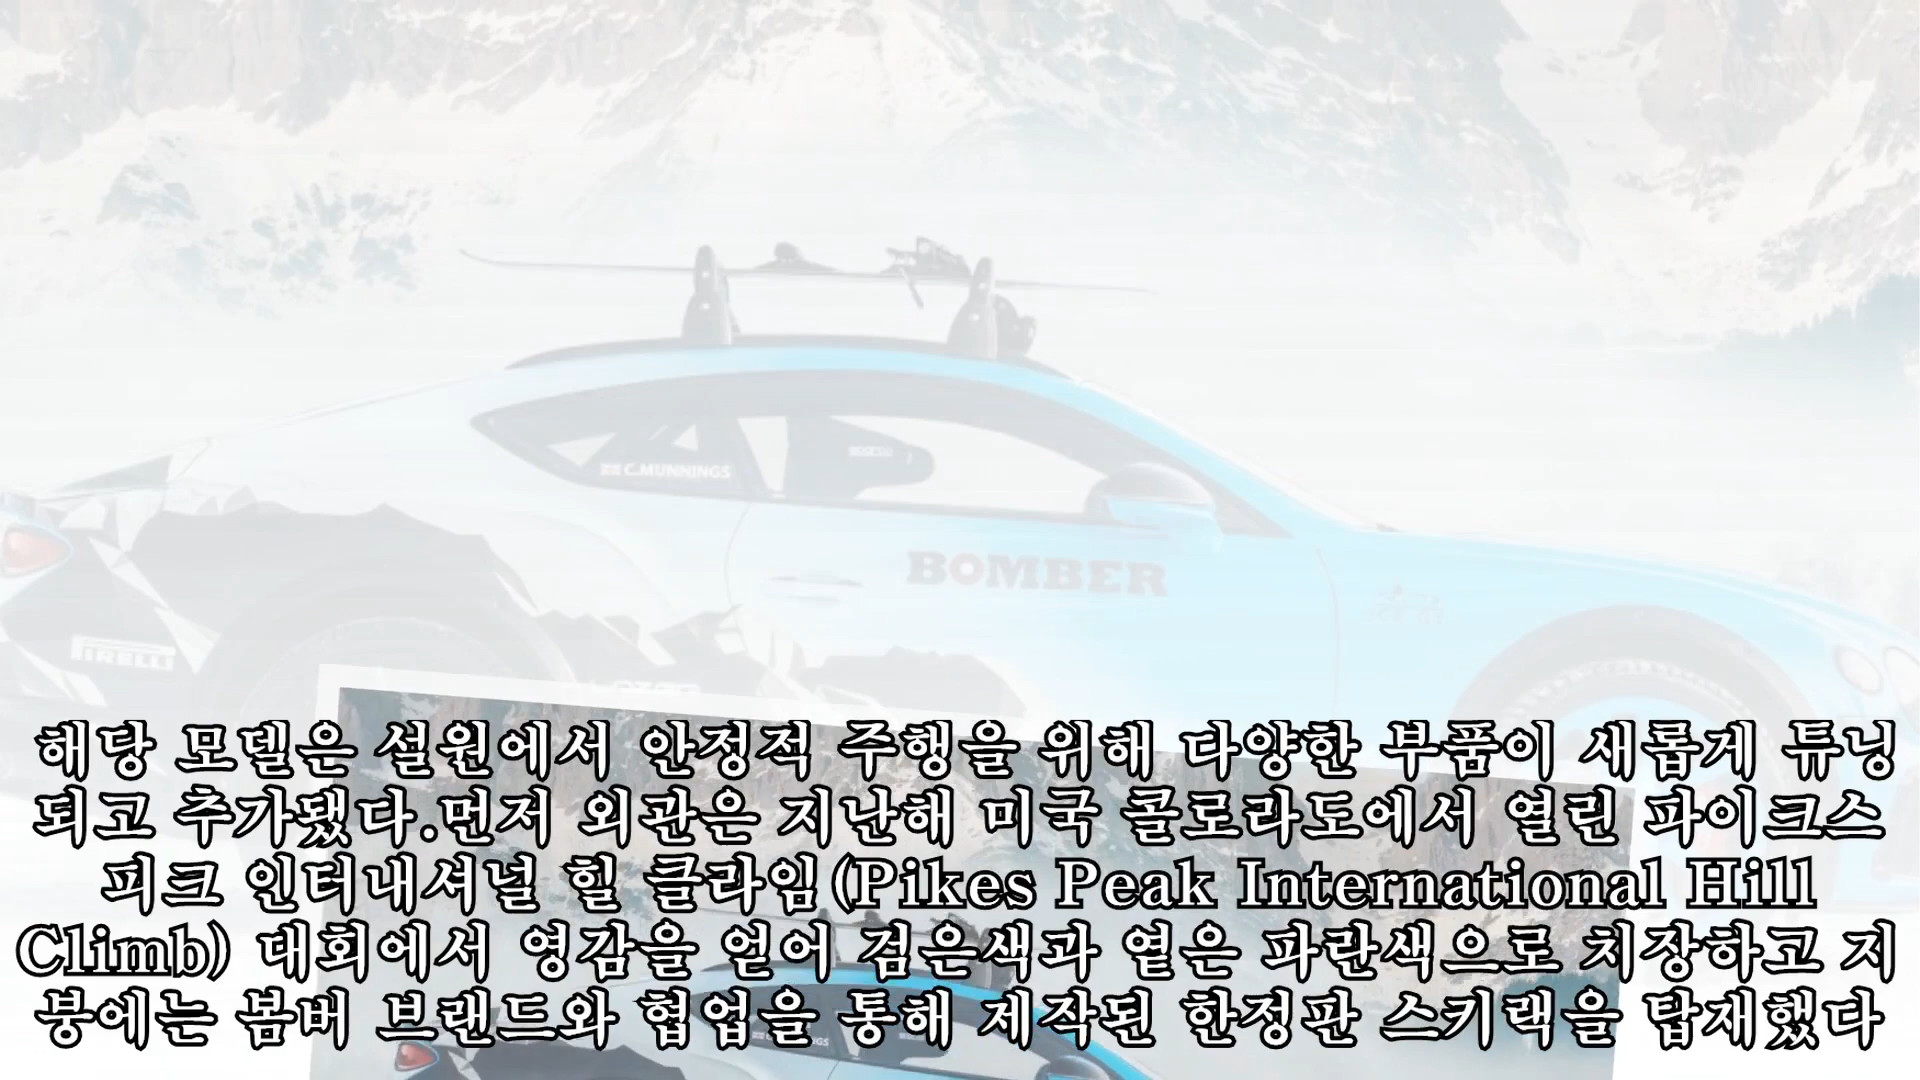 C.MUNNINGS
BOMBER
PIRELLI
해당 모델은 설원에서 안정적 주행을 위해 다양한 부품이 새롭게 튜닝
되고 추가됐다.먼저 외관은 지난해 미국 콜로라도에서 열린 파이크스
피크 인터내셔널 힐 클라임(Pikes Peak International Hill
Climb) 대회에서 영감을 얻어 검은색과 옅은 파란색으로 치장하고 지
붕에는 봄버 브랜드와 협업을 통해 제작된 한정판 스키랙을 탑재했다